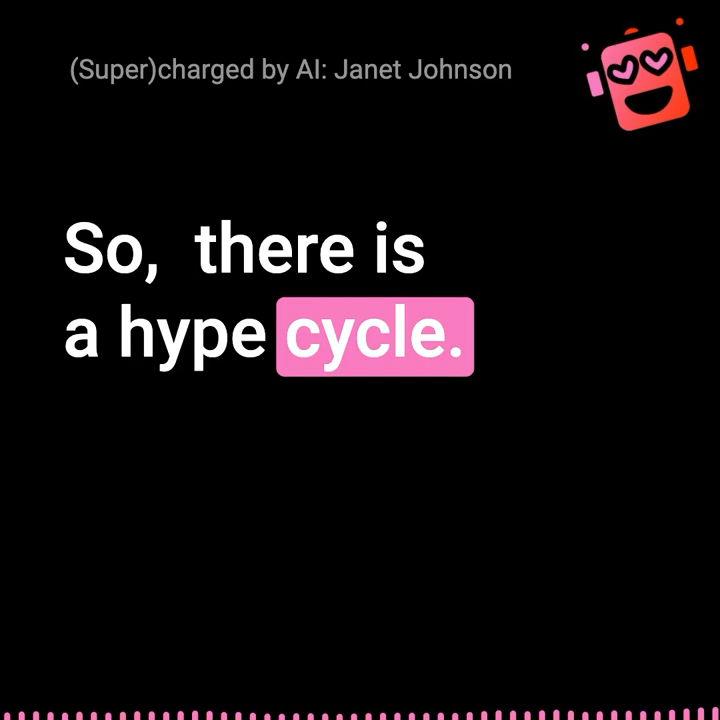 (Super)charged by AI: Janet Johnson
So, there is
a hype cycle.